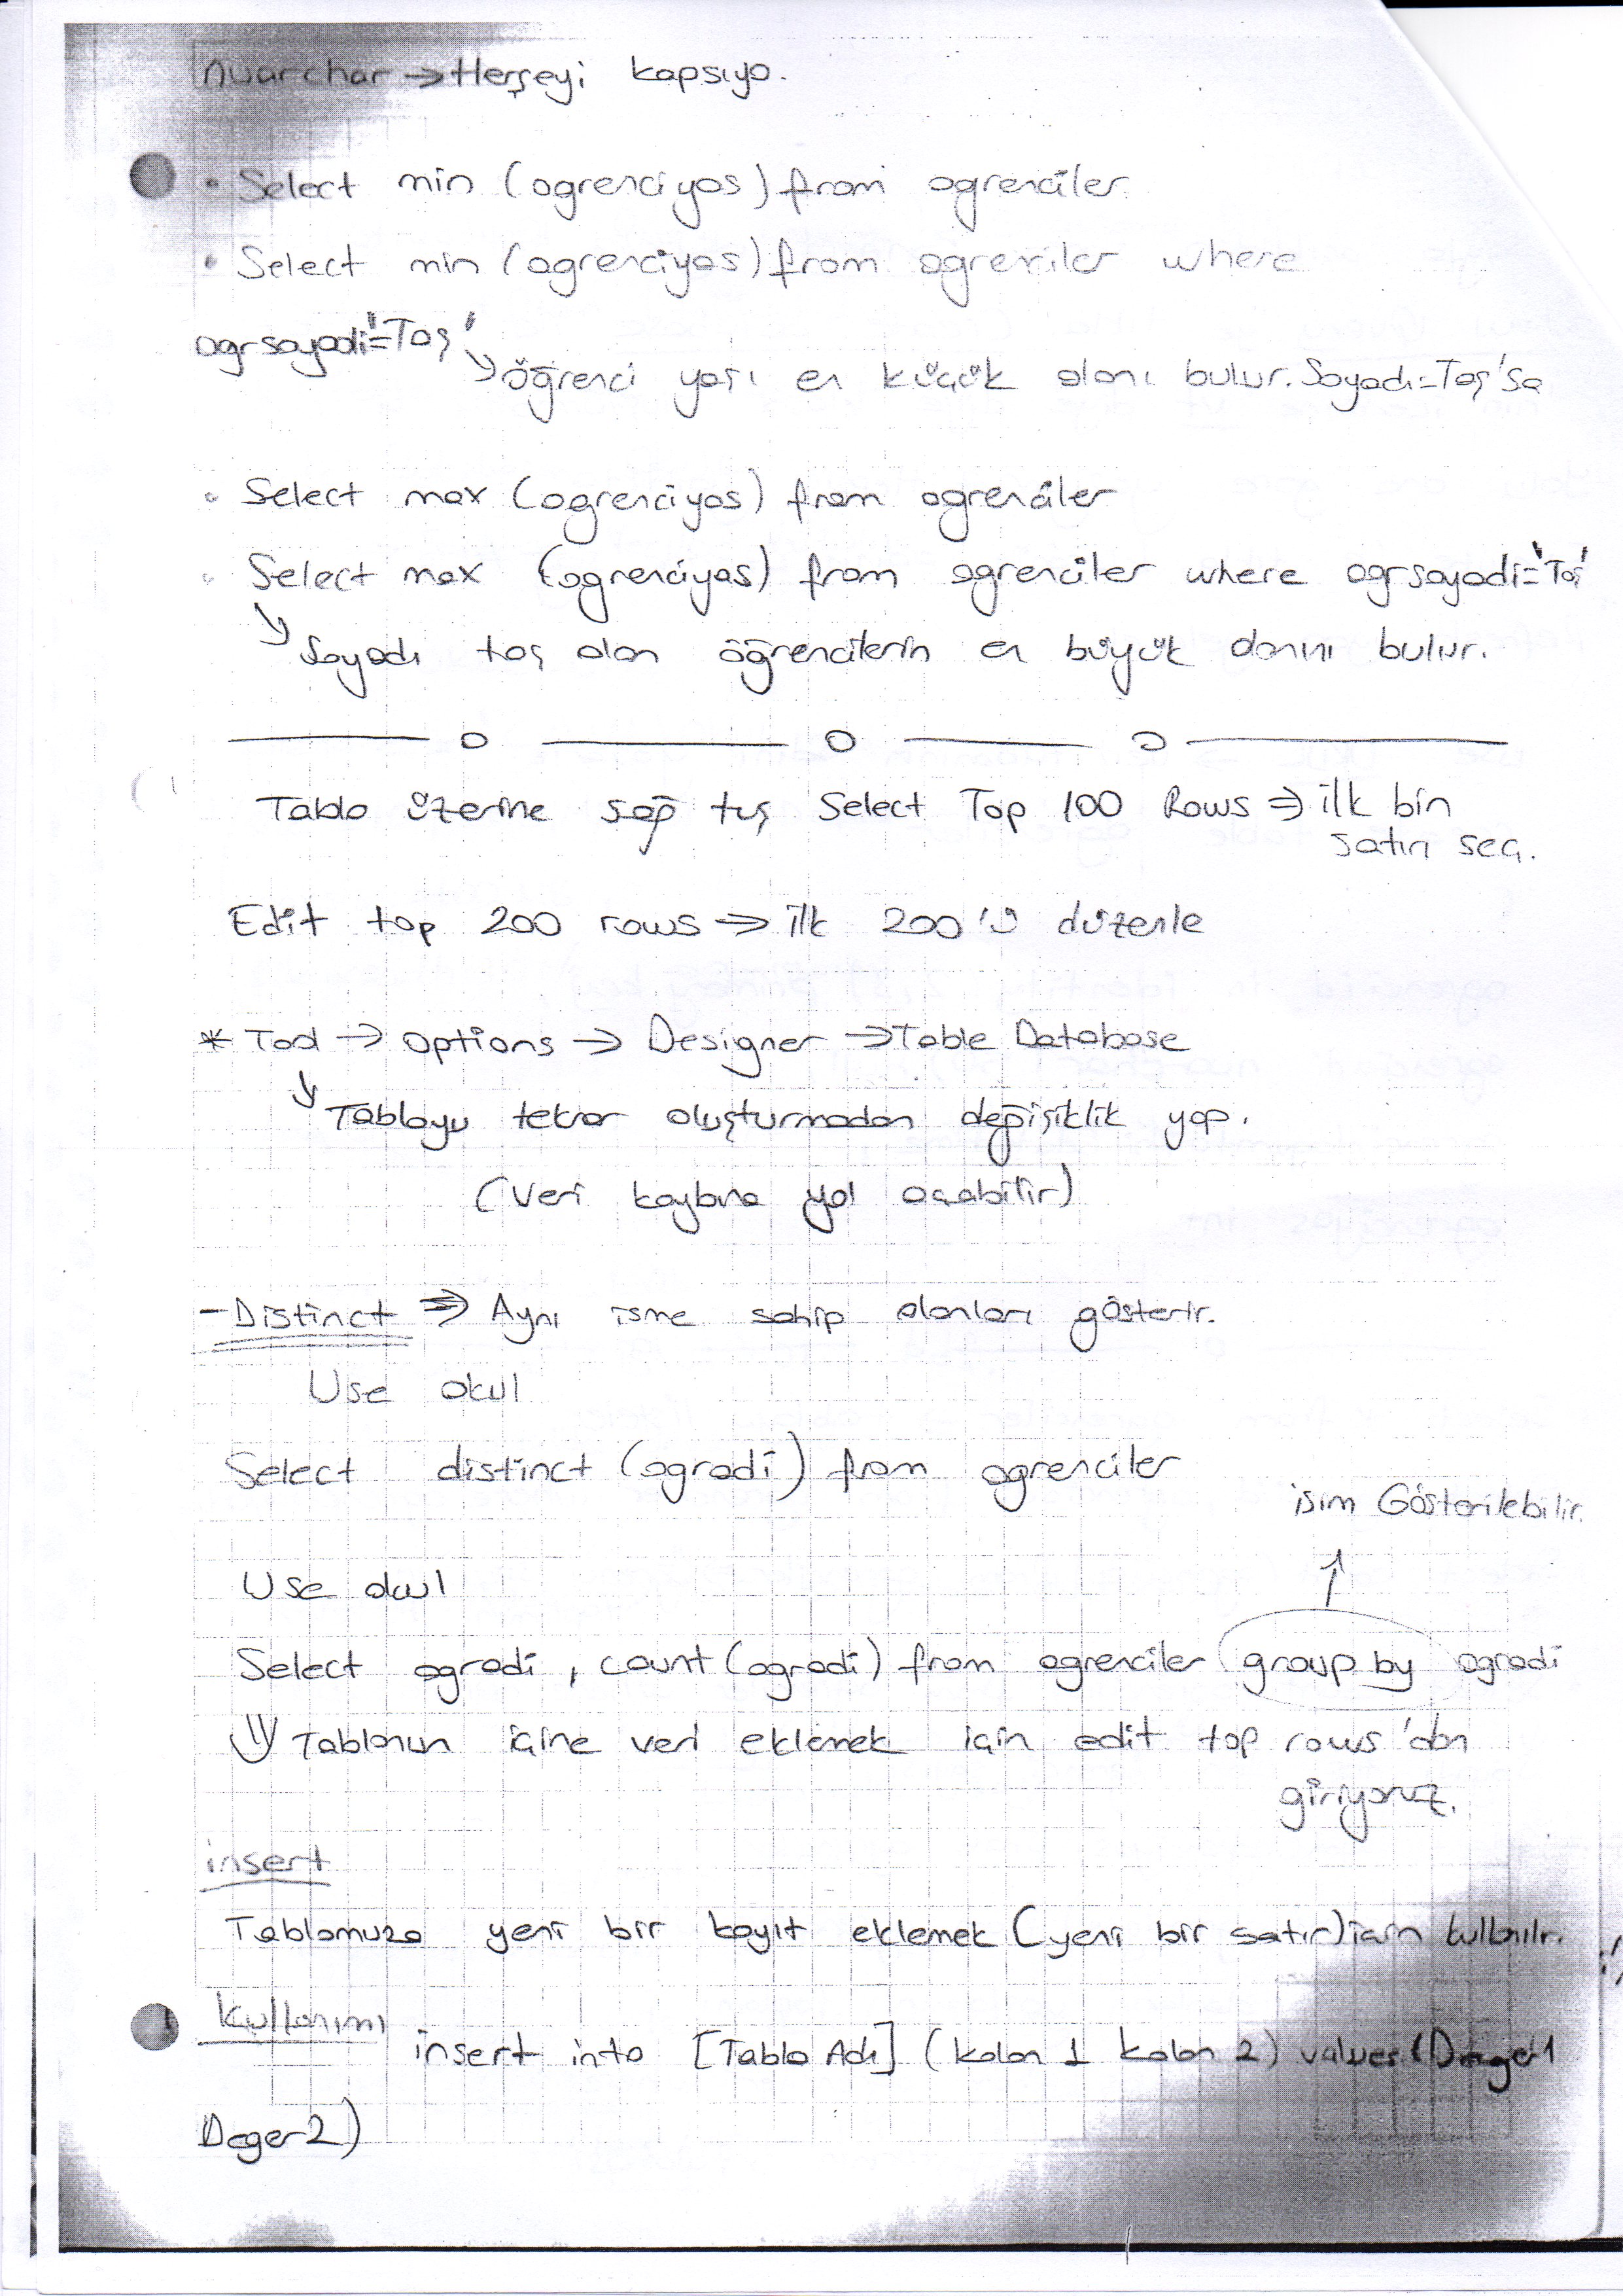 nvarchar → Herşeyi kapsıyo.
• Select min (ogrenciyas) from ogrenciler
• Select min (ogrenciyas) from ogrenciler where
ogrsoyadi='Taş'
↘ öğrenci yaşı en küçük olanı bulur. Soyadı=Taş'sa
• Select max (ogrenciyas) from ogrenciler
• Select max (ogrenciyas) from ogrenciler where ogrsoyadi='Taş'
↘ Soyadı taş olan öğrencilerin en büyük olanını bulur.
Tablo üzerine sağ tuş Select Top 100 Rows ⇒ ilk bin
satırı seç.
Edit top 200 rows ⇒ ilk 200'ü düzenle
* Tool → Options → Designer → Table Database
↘ Tabloyu tekrar oluşturmadan değişiklik yap.
(Veri kaybına yol açabilir)
- Distinct ⇒ Aynı isme sahip olanları gösterir.
Use okul
Select distinct (ogradi) from ogrenciler
isim Gösterilebilir.
↑
Use okul
Select ogradi, count (ogradi) from ogrenciler group by ogradi
⇓ Tablonun içine veri eklemek için edit top rows'dan
giriyoruz.
insert
Tablomuza yeni bir kayıt eklemek (yeni bir satır) için kullanılır.
Kullanımı
insert into [Tablo Adı] (kolon 1 kolon 2) values (Deger1
Deger2)